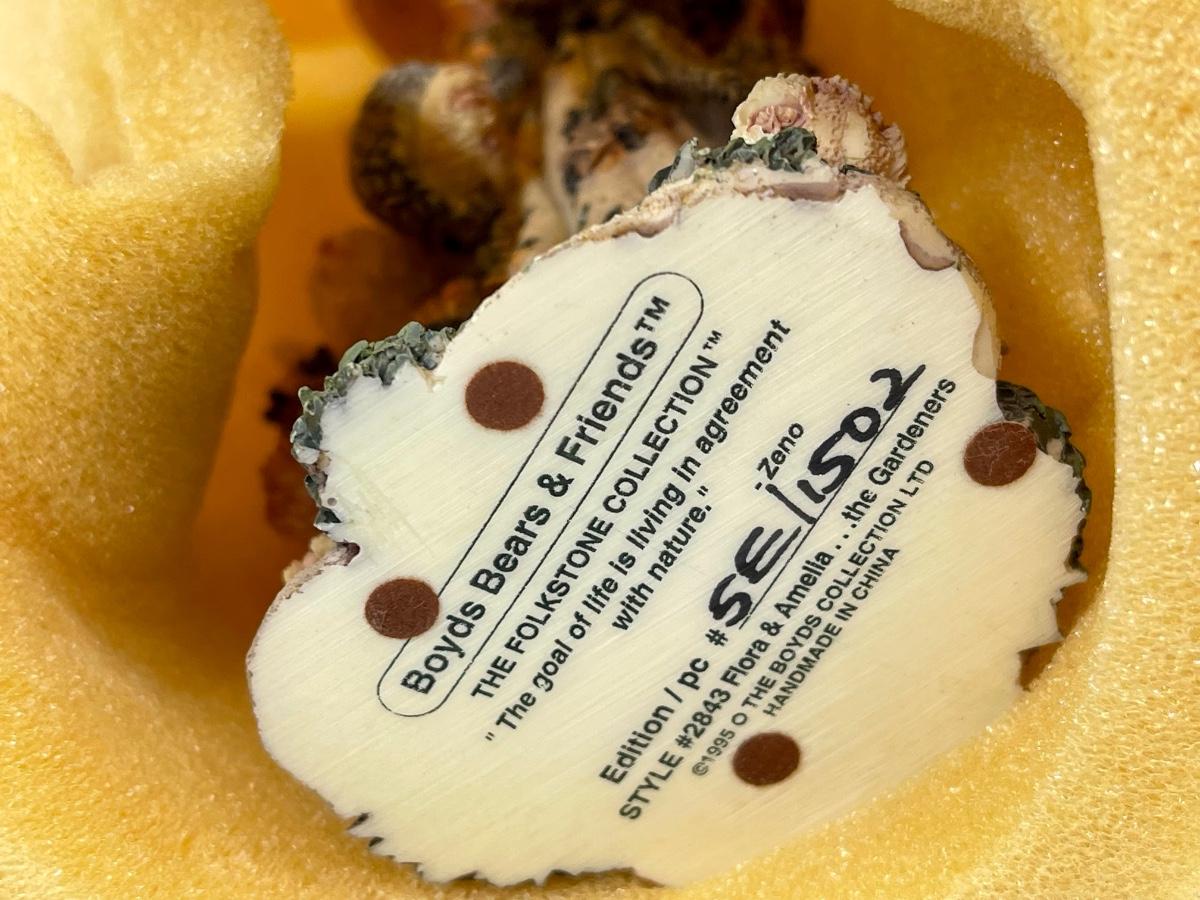 Boyds Bears & Friends™
THE FOLKSTONE COLLECTION™
"The goal of life is living in agreement
with nature."
-Zeno
Edition / pc # 5E/1502
STYLE #2843 Flora & Amelia . . .the Gardeners
©1995 O THE BOYDS COLLECTION LTD
HANDMADE IN CHINA